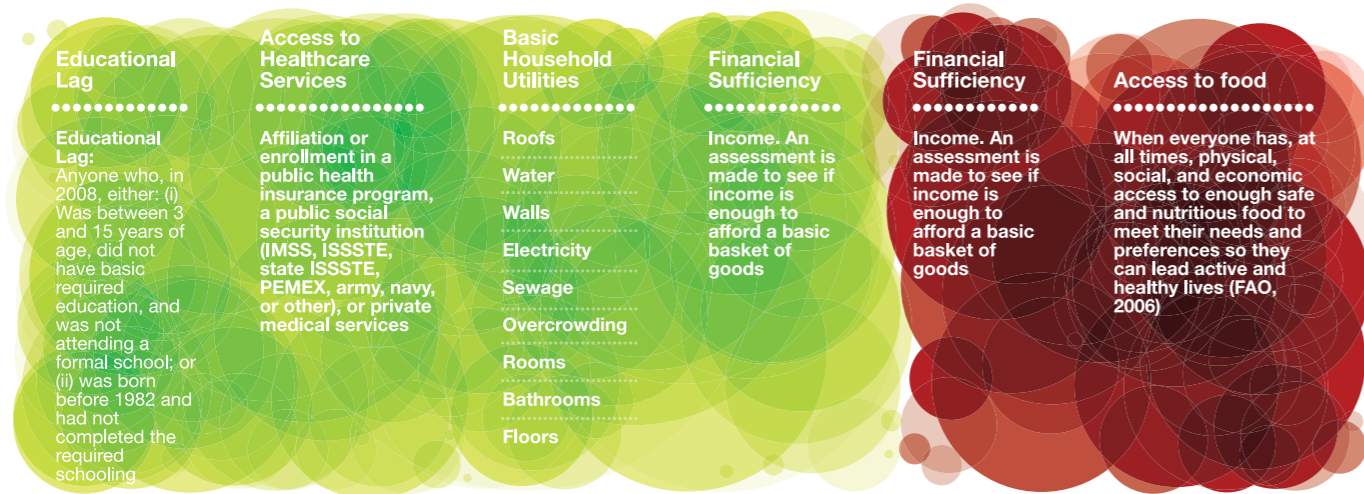 Educational
Lag
Educational
Lag:
Anyone who, in
2008, either: (i)
Was between 3
and 15 years of
age, did not
have basic
required
education, and
was not
attending a
formal school; or
(ii) was born
before 1982 and
had not
completed the
required
schooling
Access to
Healthcare
Services
Affiliation or
enrollment in a
public health
insurance program,
a public social
security institution
(IMSS, ISSSTE,
state ISSSTE,
PEMEX, army, navy,
or other), or private
medical services
Basic
Household
Utilities
Roofs
Water
Walls
Electricity
Sewage
Overcrowding
Rooms
Bathrooms
Floors
Financial
Sufficiency
Income. An
assessment is
made to see if
income is
enough to
afford a basic
basket of
goods
Financial
Sufficiency
Income. An
assessment is
made to see if
income is
enough to
afford a basic
basket of
goods
Access to food
When everyone has, at
all times, physical,
social, and economic
access to enough safe
and nutritious food to
meet their needs and
preferences so they
can lead active and
healthy lives (FAO,
2006)